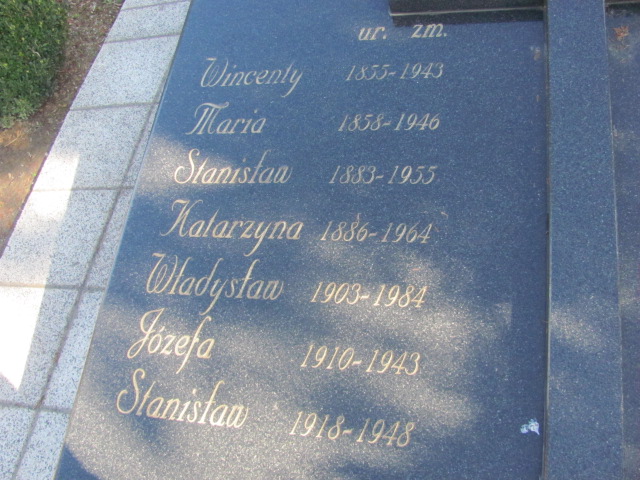 ur. zm.
Wincenty 1855-1943
Maria 1858-1946
Stanisław 1883-1955
Katarzyna 1886-1964
Władysław 1903-1984
Józefa 1910-1943
Stanisław 1918-1948